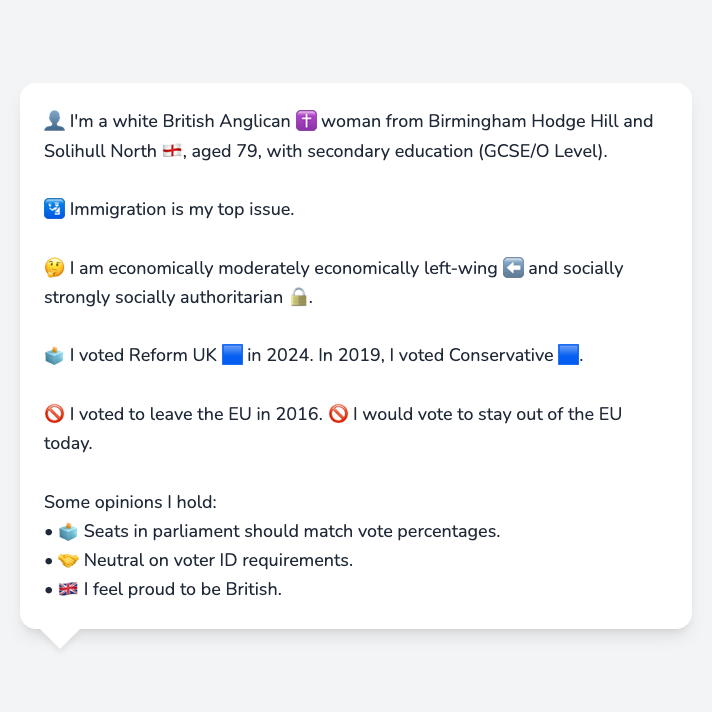 👤 I'm a white British Anglican ✝️ woman from Birmingham Hodge Hill and
Solihull North 🏴󠁧󠁢󠁥󠁮󠁧󠁿, aged 79, with secondary education (GCSE/O Level).
🛂 Immigration is my top issue.
🤔 I am economically moderately economically left-wing ⬅️ and socially
strongly socially authoritarian 🔒.
🗳️ I voted Reform UK 🟦 in 2024. In 2019, I voted Conservative 🟦.
🚫 I voted to leave the EU in 2016. 🚫 I would vote to stay out of the EU
today.
Some opinions I hold:
• 🗳️ Seats in parliament should match vote percentages.
• 🤝 Neutral on voter ID requirements.
• 🇬🇧 I feel proud to be British.